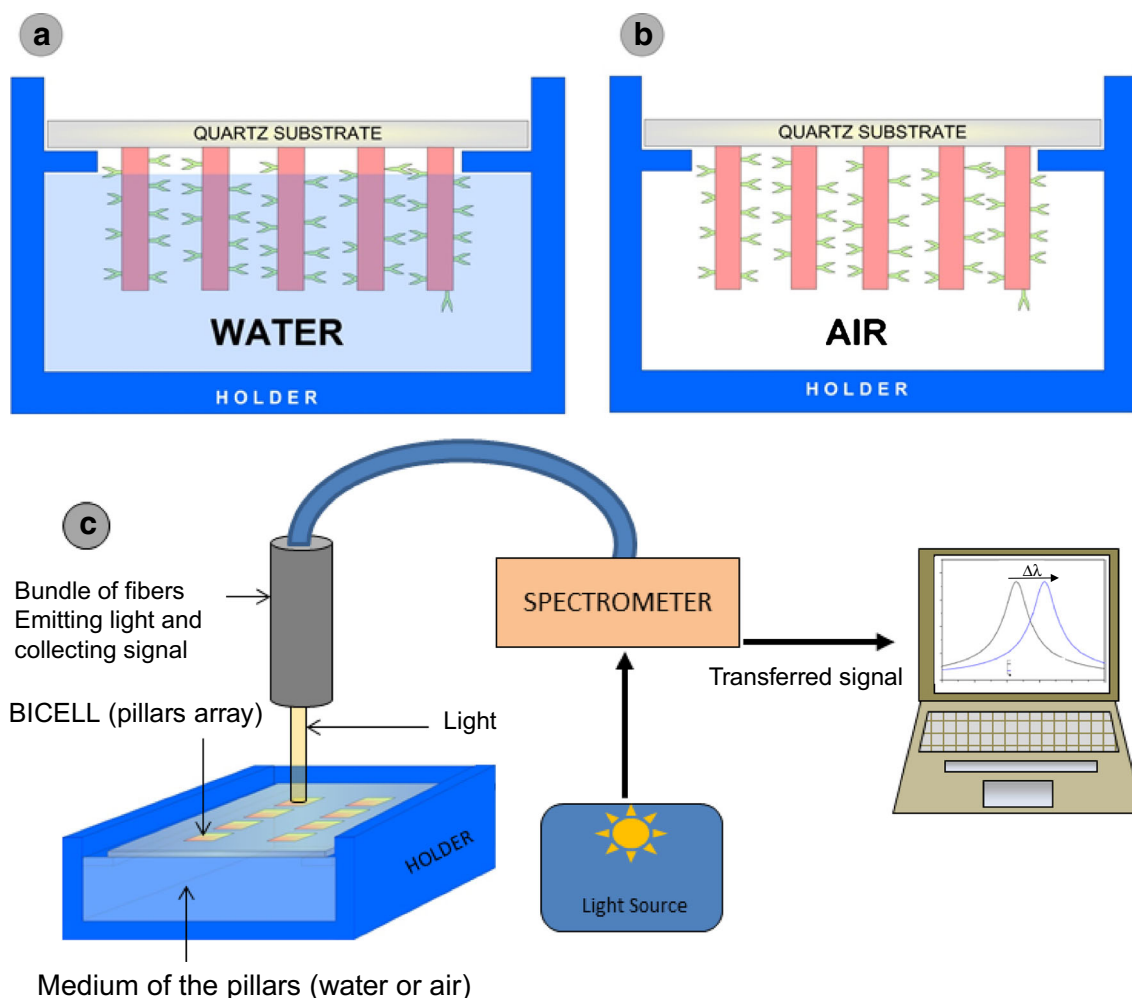 a
QUARTZ SUBSTRATE
WATER
HOLDER
b
QUARTZ SUBSTRATE
AIR
HOLDER
c
Bundle of fibers
Emitting light and
collecting signal
BICELL (pillars array)
Light
HOLDER
Medium of the pillars (water or air)
SPECTROMETER
Light Source
Transferred signal
Δλ